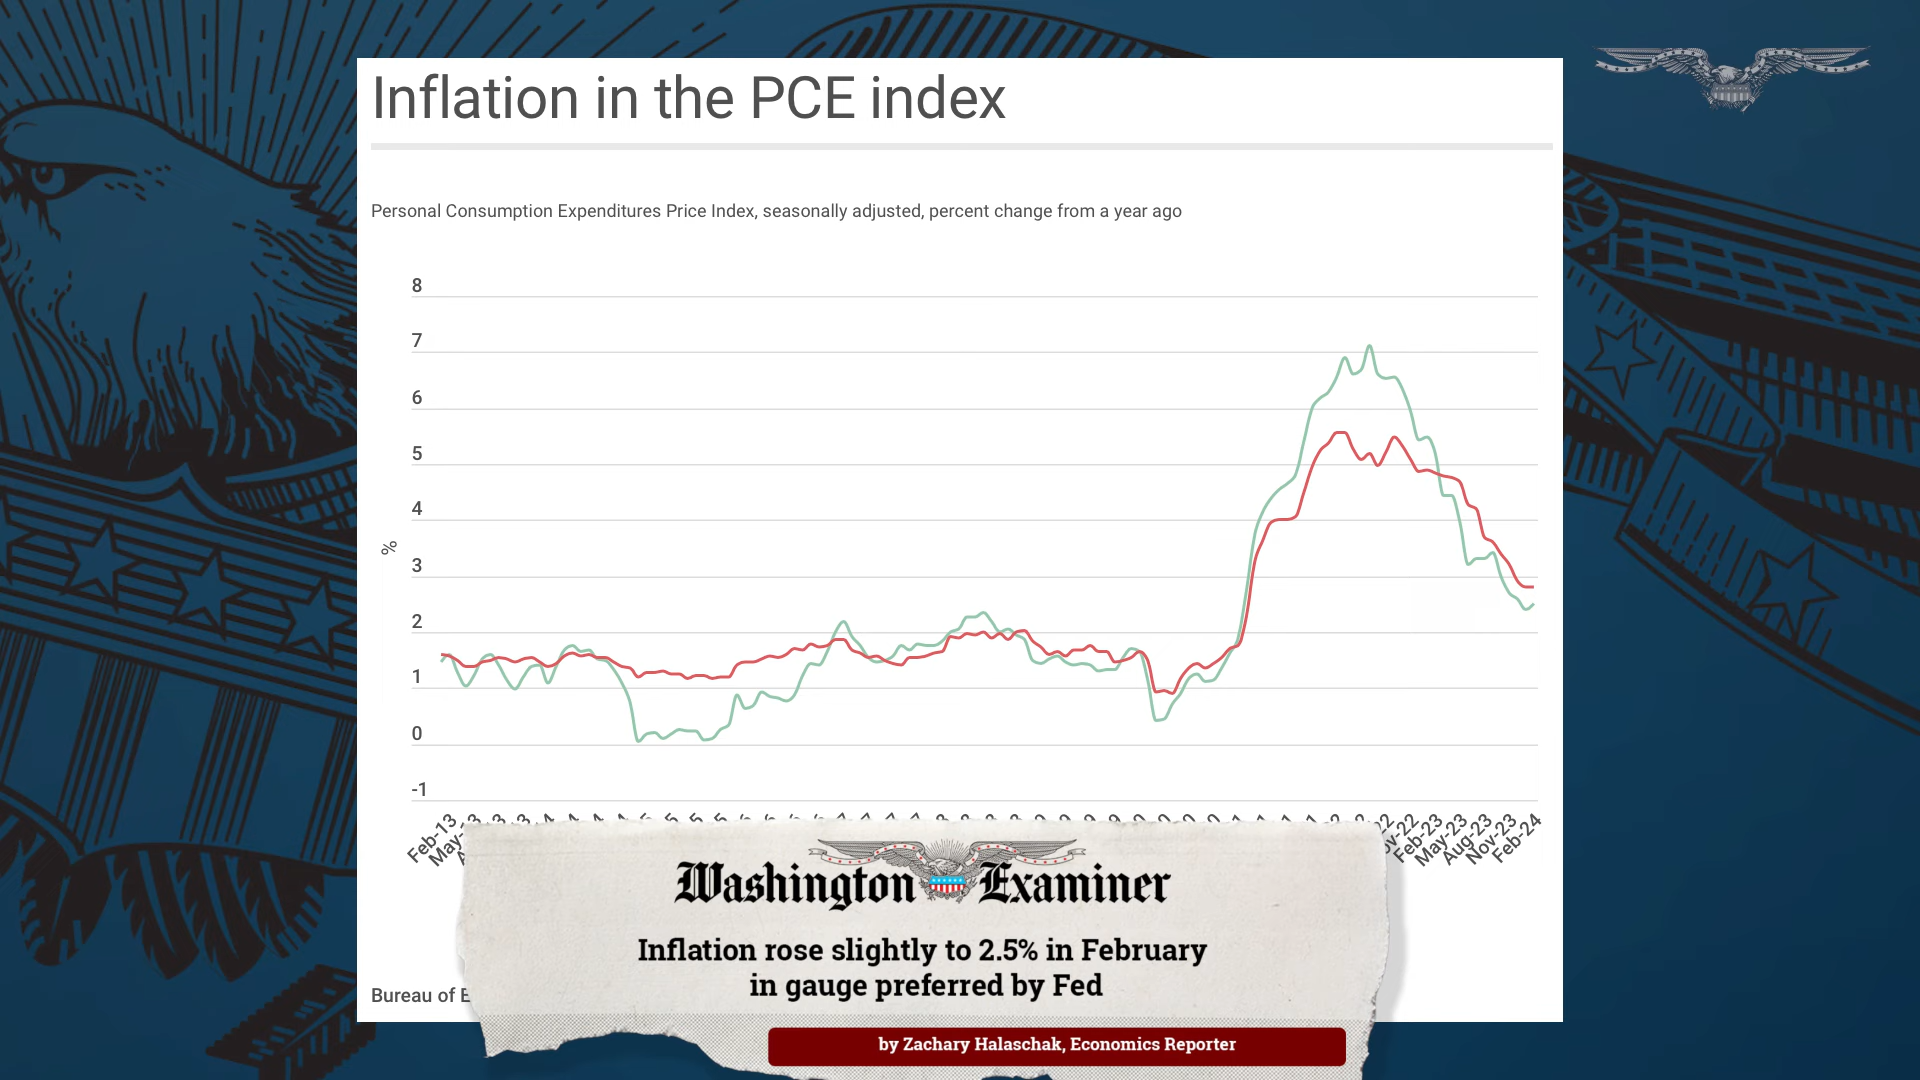 Inflation in the PCE index
Personal Consumption Expenditures Price Index, seasonally adjusted, percent change from a year ago
8
7
6
5
4
%
3
2
1
0
-1
Feb-13
Feb-23
May-23
Aug-23
Nov-23
Feb-24
Washington Examiner
Inflation rose slightly to 2.5% in February
in gauge preferred by Fed
Bureau of
by Zachary Halaschak, Economics Reporter